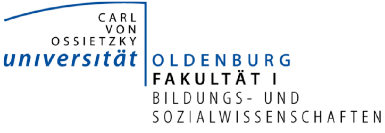 CARL
VON
OSSIETZKY
universität OLDENBURG
FAKULTÄT I
BILDUNGS- UND
SOZIALWISSENSCHAFTEN